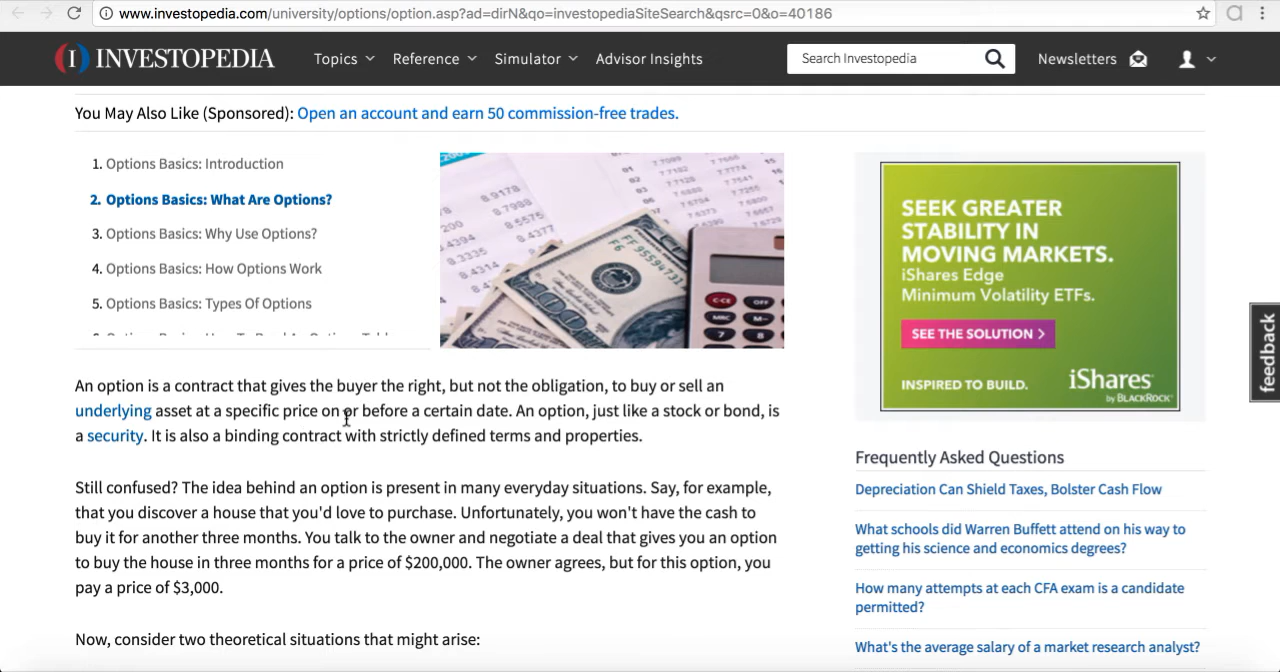 www.investopedia.com/university/options/option.asp?ad=dirN&qo=investopediaSiteSearch&qsrc=0&o=40186
INVESTOPEDIA
Topics
Reference
Simulator
Advisor Insights
Search Investopedia
Newsletters
You May Also Like (Sponsored): Open an account and earn 50 commission-free trades.
1. Options Basics: Introduction
2. Options Basics: What Are Options?
3. Options Basics: Why Use Options?
4. Options Basics: How Options Work
5. Options Basics: Types Of Options
An option is a contract that gives the buyer the right, but not the obligation, to buy or sell an
underlying asset at a specific price on or before a certain date. An option, just like a stock or bond, is
a security. It is also a binding contract with strictly defined terms and properties.
Still confused? The idea behind an option is present in many everyday situations. Say, for example,
that you discover a house that you'd love to purchase. Unfortunately, you won't have the cash to
buy it for another three months. You talk to the owner and negotiate a deal that gives you an option
to buy the house in three months for a price of $200,000. The owner agrees, but for this option, you
pay a price of $3,000.
Now, consider two theoretical situations that might arise:
SEEK GREATER
STABILITY IN
MOVING MARKETS.
iShares Edge
Minimum Volatility ETFs.
SEE THE SOLUTION >
INSPIRED TO BUILD.
iShares
by BLACKROCK
feedback
Frequently Asked Questions
Depreciation Can Shield Taxes, Bolster Cash Flow
What schools did Warren Buffett attend on his way to
getting his science and economics degrees?
How many attempts at each CFA exam is a candidate
permitted?
What's the average salary of a market research analyst?